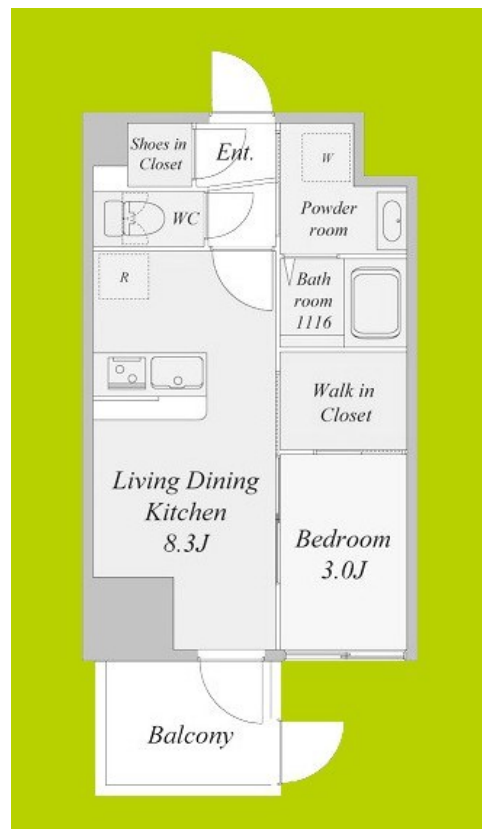 Shoes in
Closet
Ent.
W
WC
Powder
room
R
Bath
room
1116
Walk in
Closet
Living Dining
Kitchen
8.3J
Bedroom
3.0J
Balcony